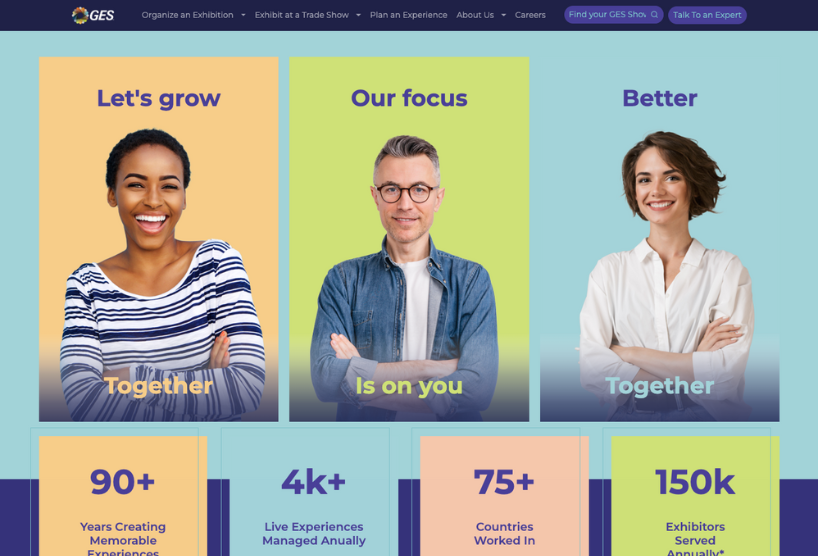 GES
Organize an Exhibition
Exhibit at a Trade Show
Plan an Experience
About Us
Careers
Find your GES Show
Talk To an Expert
Let's grow
Together
Our focus
Is on you
Better
Together
90+
Years Creating
Memorable
Experiences
4k+
Live Experiences
Managed Anually
75+
Countries
Worked In
150k
Exhibitors
Served
Annually*